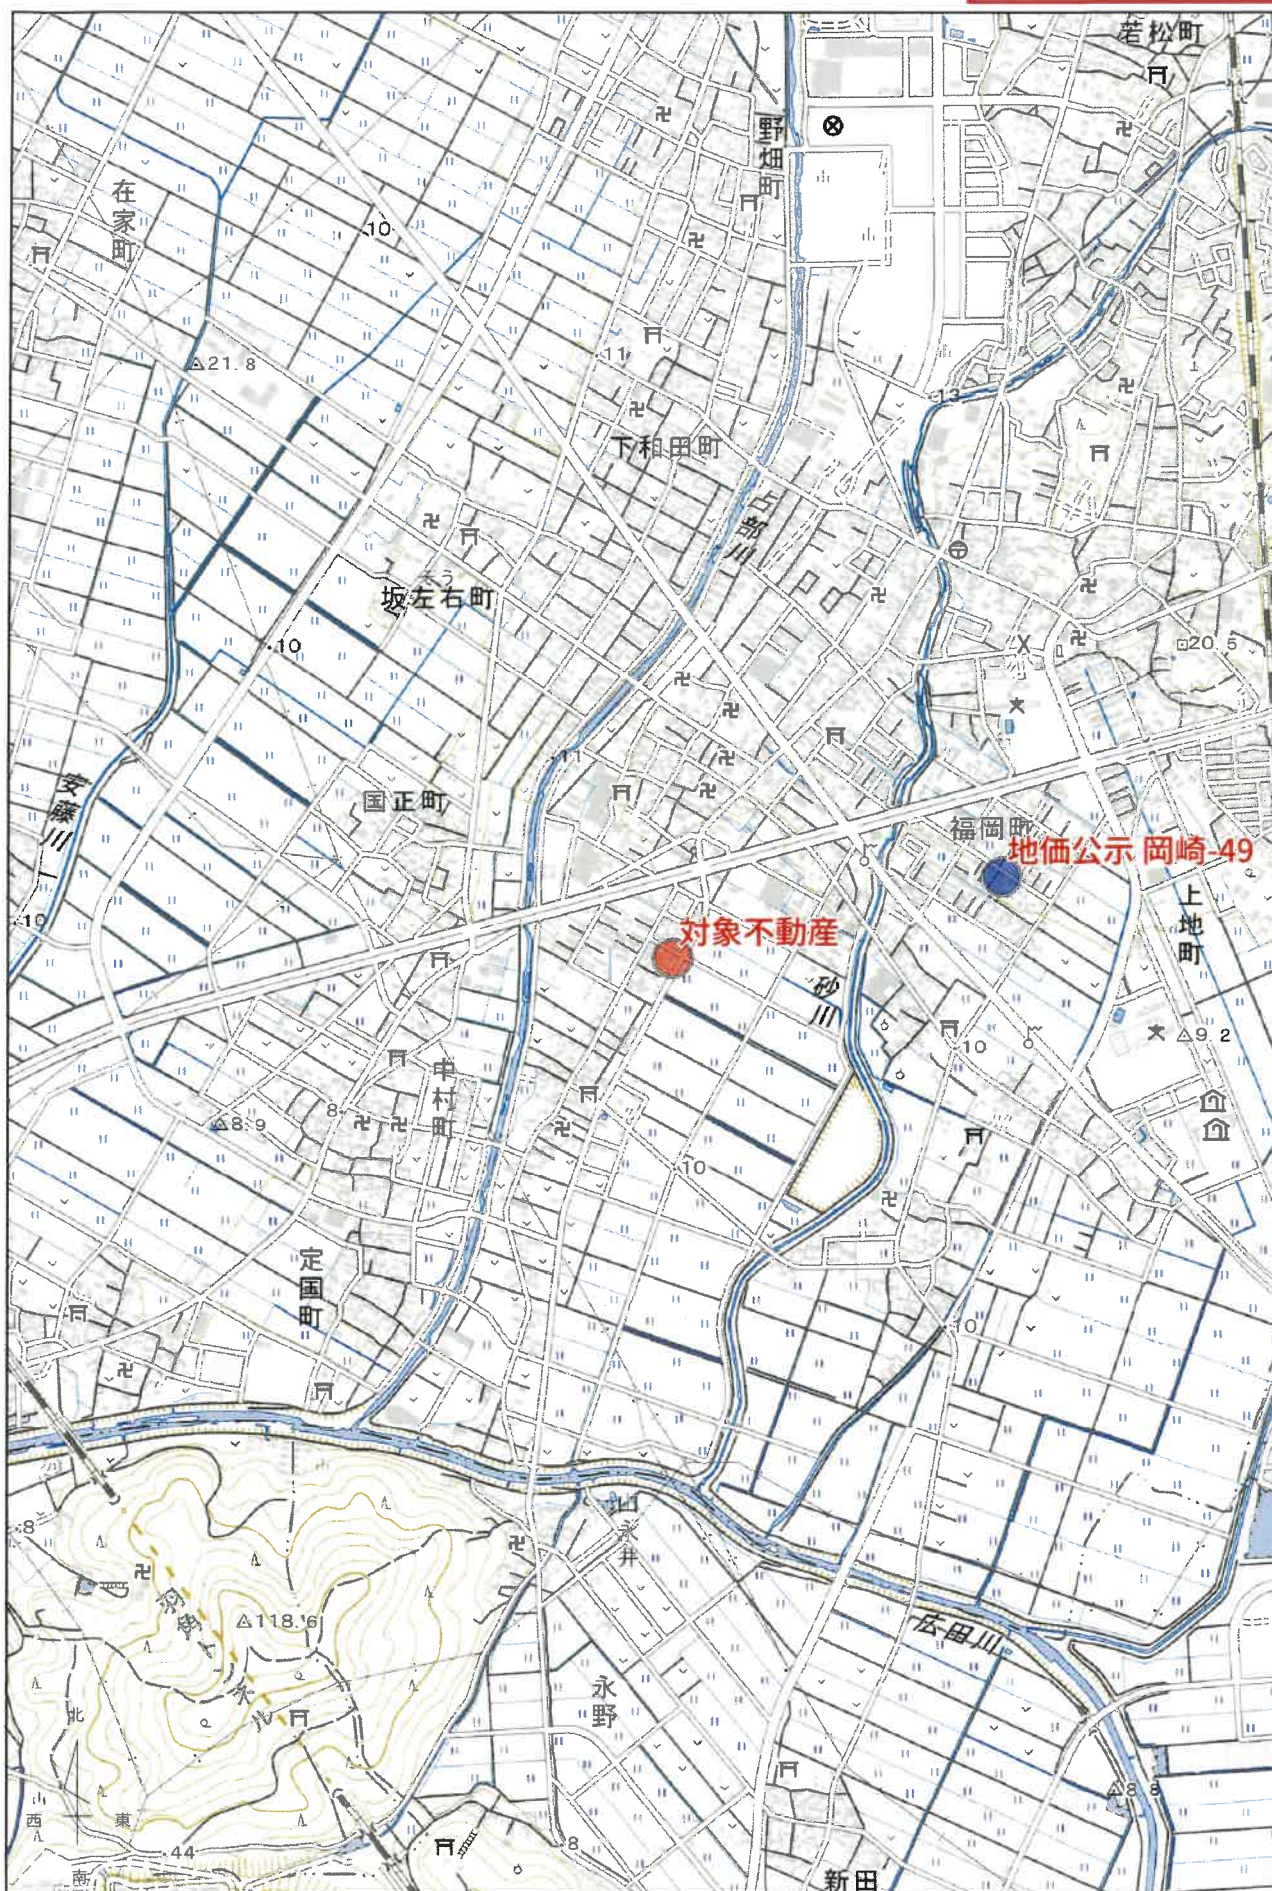 若松町
野畑町
在家町
10
21.8
11
13
下和田町
占部川
坂左右町
そう
10
20.5
11
安藤川
国正町
福岡町
地価公示 岡崎-49
上地町
10
対象不動産
砂川
10
9.2
中村町
8
8.9
10
定国町
10
8
山
永井
118.6
広田川
永野
北
西
東
南
8.8
44
8
新田